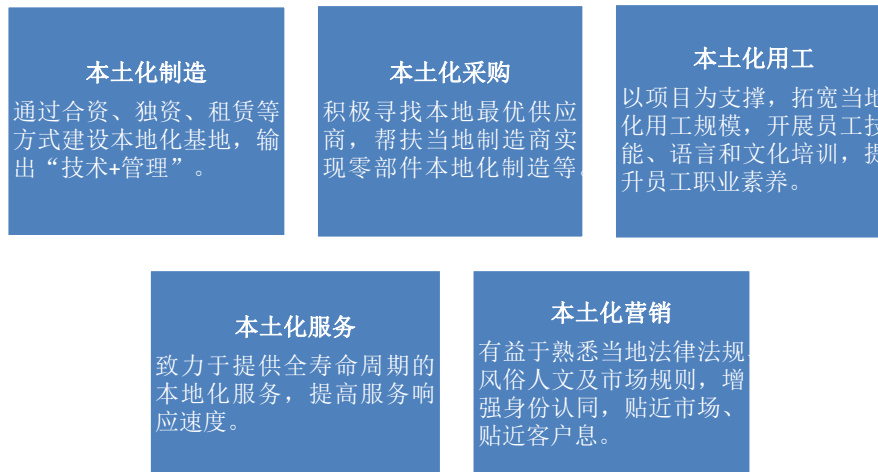 本土化制造
通过合资、独资、租赁等
方式建设本地化基地，输
出“技术+管理”。
本土化采购
积极寻找本地最优供应
商，帮扶当地制造商实
现零部件本地化制造等。
本土化用工
以项目为支撑，拓宽当地
化用工规模，开展员工技
能、语言和文化培训，提
升员工职业素养。
本土化服务
致力于提供全寿命周期的
本地化服务，提高服务响
应速度。
本土化营销
有益于熟悉当地法律法规、
风俗人文及市场规则，增
强身份认同，贴近市场、
贴近客户息。